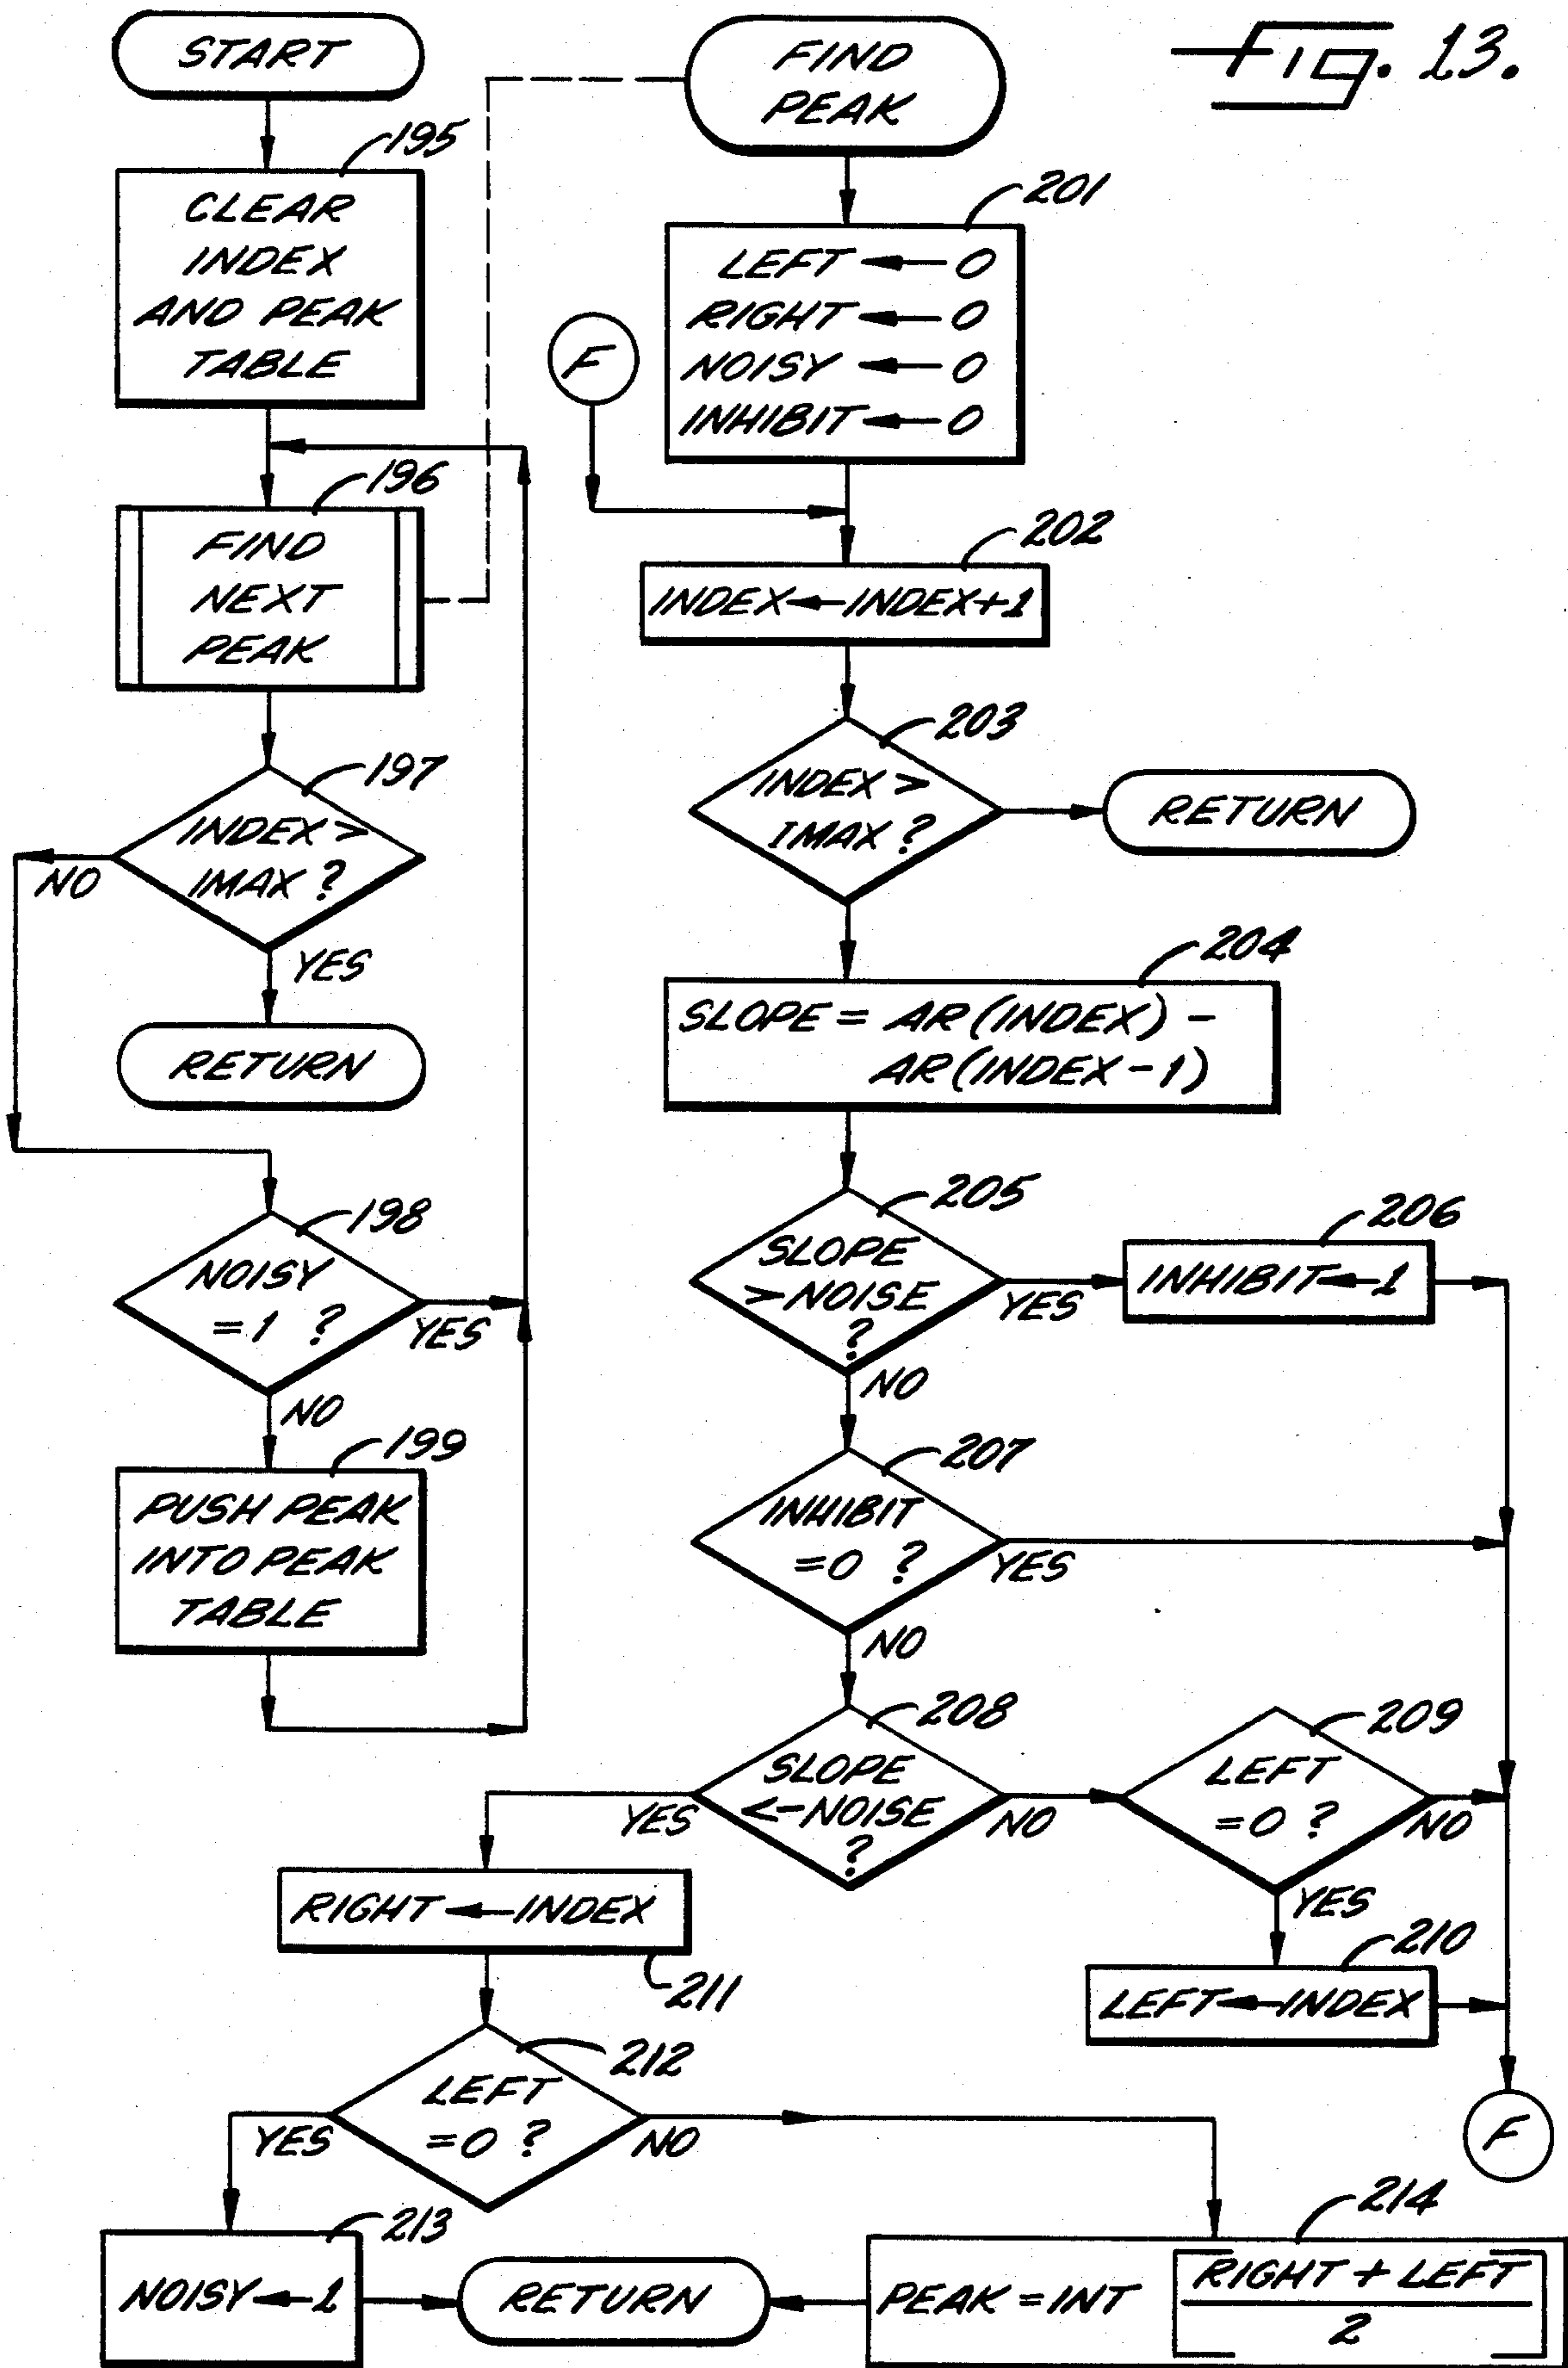 Fig. 13.
START
195
CLEAR
INDEX
AND PEAK
TABLE
196
FIND
NEXT
PEAK
197
INDEX >
IMAX ?
NO
YES
RETURN
198
NOISY
=1 ?
YES
NO
199
PUSH PEAK
INTO PEAK
TABLE
FIND
PEAK
201
LEFT ← 0
RIGHT ← 0
NOISY ← 0
INHIBIT ← 0
F
202
INDEX ← INDEX+1
203
INDEX >
IMAX ?
RETURN
204
SLOPE = AR (INDEX) -
AR (INDEX - 1)
205
SLOPE
> NOISE
?
YES
NO
206
INHIBIT ← 1
207
INHIBIT
=0 ?
YES
NO
208
SLOPE
<-NOISE
?
YES
NO
209
LEFT
=0 ?
NO
YES
210
LEFT ← INDEX
RIGHT ← INDEX
211
212
LEFT
=0 ?
YES
NO
F
213
NOISY ← 1
RETURN
214
PEAK = INT [RIGHT + LEFT
2]